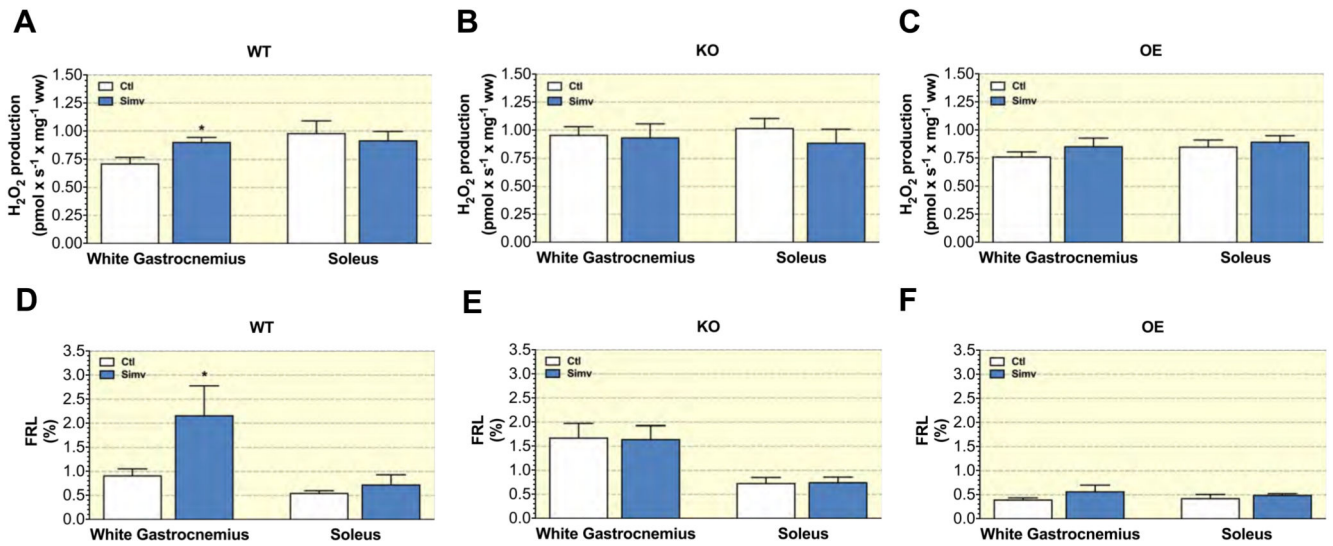 A
WT
H2O2 production
(pmol x s-1 x mg-1 ww)
1.50
1.25
1.00
0.75
0.50
0.25
0.00
Ctl
Simv
*
White Gastrocnemius
Soleus
B
KO
H2O2 production
(pmol x s-1 x mg-1 ww)
1.50
1.25
1.00
0.75
0.50
0.25
0.00
Ctl
Simv
White Gastrocnemius
Soleus
C
OE
H2O2 production
(pmol x s-1 x mg-1 ww)
1.50
1.25
1.00
0.75
0.50
0.25
0.00
Ctl
Simv
White Gastrocnemius
Soleus
D
WT
FRL
(%)
3.5
3.0
2.5
2.0
1.5
1.0
0.5
0.0
Ctl
Simv
*
White Gastrocnemius
Soleus
E
KO
FRL
(%)
3.5
3.0
2.5
2.0
1.5
1.0
0.5
0.0
Ctl
Simv
White Gastrocnemius
Soleus
F
OE
FRL
(%)
3.5
3.0
2.5
2.0
1.5
1.0
0.5
0.0
Ctl
Simv
White Gastrocnemius
Soleus